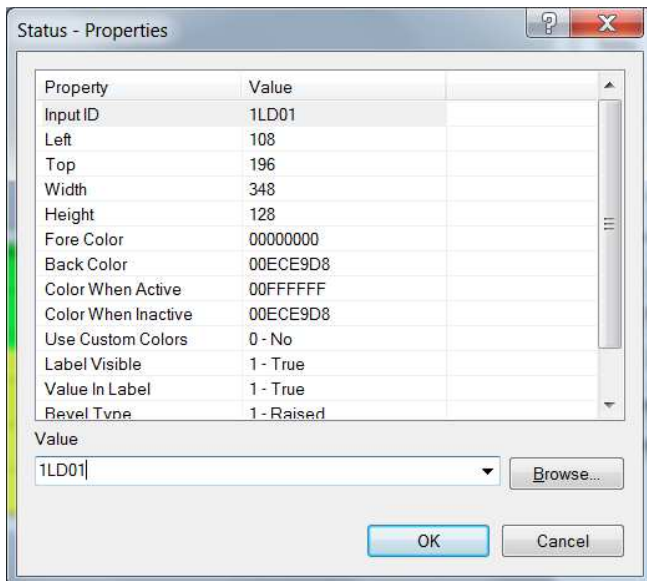 Status - Properties
Property Value
Input ID 1LD01
Left 108
Top 196
Width 348
Height 128
Fore Color 00000000
Back Color 00ECE9D8
Color When Active 00FFFFFF
Color When Inactive 00ECE9D8
Use Custom Colors 0 - No
Label Visible 1 - True
Value In Label 1 - True
Bevel Type 1 - Raised
Value
1LD01
Browse...
OK Cancel